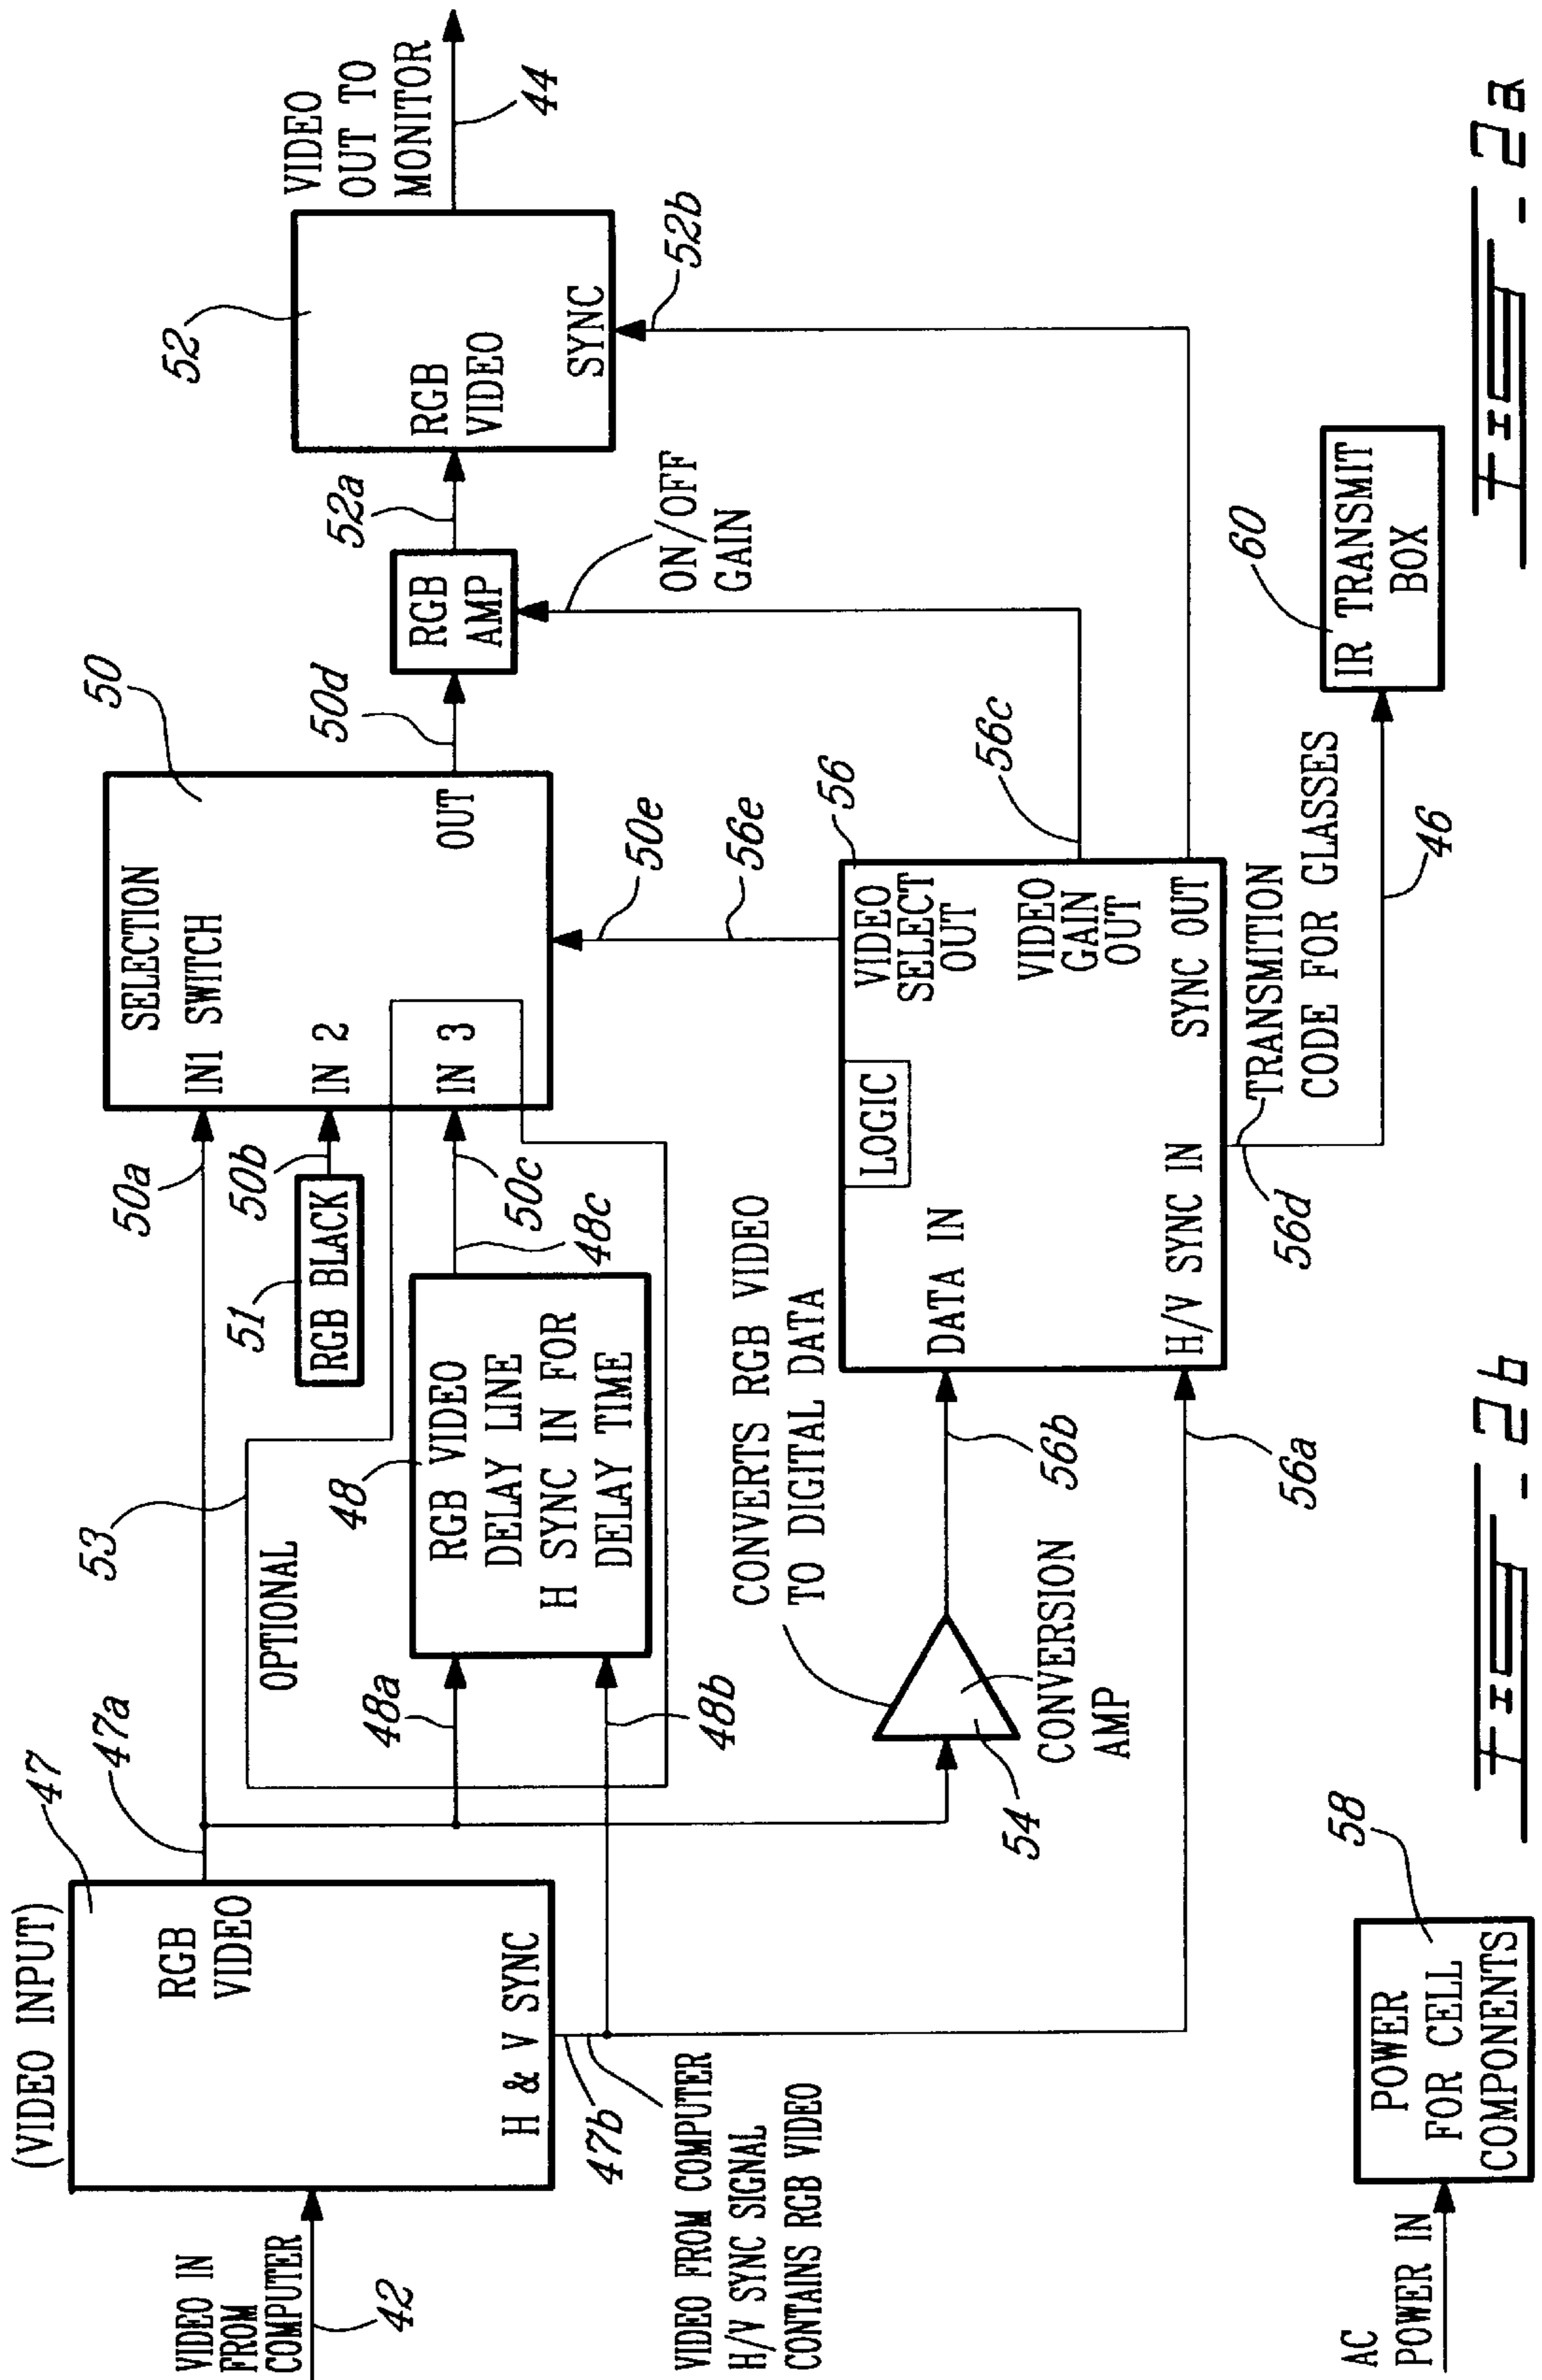 (VIDEO INPUT)
47
47a
RGB
VIDEO
H & V SYNC
VIDEO IN
FROM
COMPUTER
42
47b
VIDEO FROM COMPUTER
H/V SYNC SIGNAL
CONTAINS RGB VIDEO
53
OPTIONAL
48a
48b
48
RGB VIDEO
DELAY LINE
H SYNC IN FOR
DELAY TIME
48c
51
RGB BLACK
50a
50b
50c
50
SELECTION
IN1 SWITCH
IN 2
IN 3
OUT
50d
50e
56e
RGB
AMP
ON/OFF
GAIN
52a
52
RGB
VIDEO
SYNC
52b
VIDEO
OUT TO
MONITOR
44
54
CONVERSION
AMP
CONVERTS RGB VIDEO
TO DIGITAL DATA
56b
56a
56
DATA IN
LOGIC
VIDEO
SELECT
OUT
VIDEO
GAIN
OUT
H/V SYNC IN
SYNC OUT
56c
56d
TRANSMITION
CODE FOR GLASSES
46
60
IR TRANSMIT
BOX
Fig - 2a
AC
POWER IN
58
POWER
FOR CELL
COMPONENTS
Fig - 2b